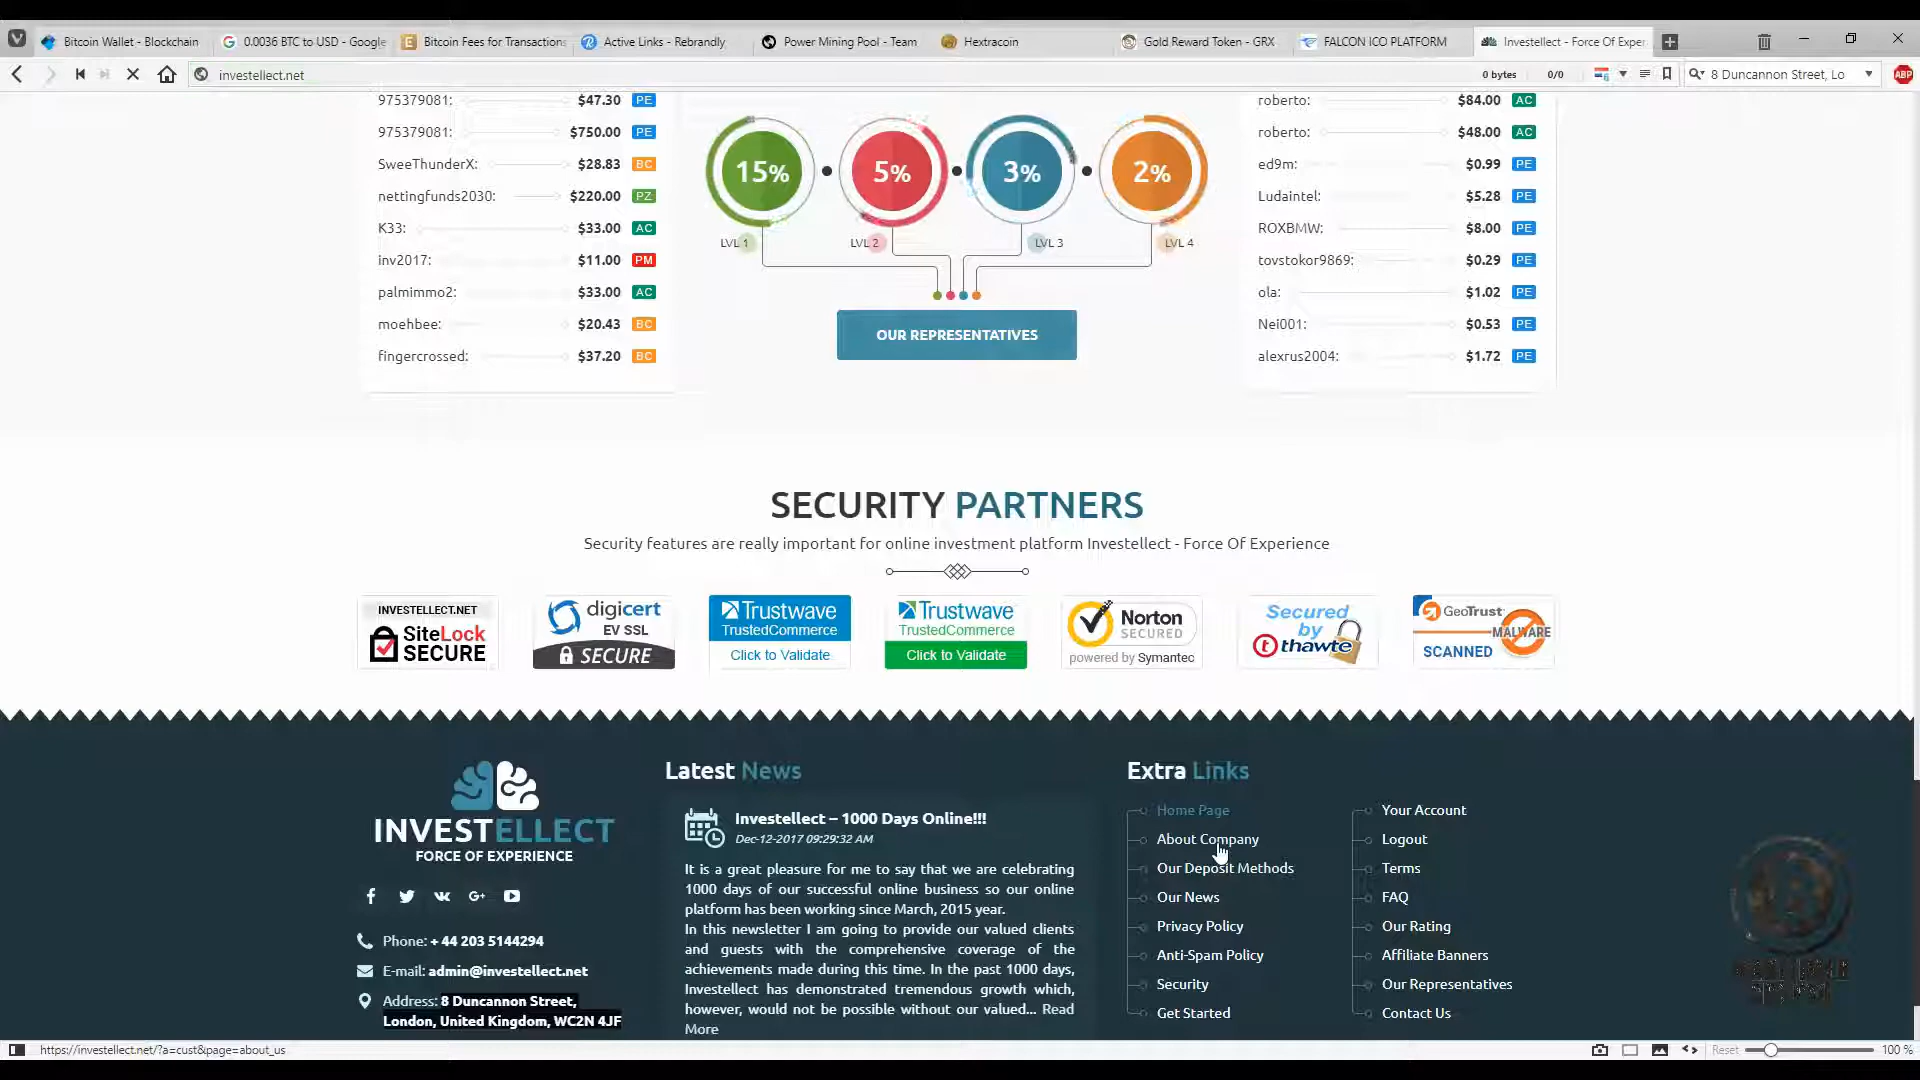 Bitcoin Wallet - Blockchain
0.0036 BTC to USD - Google
Bitcoin Fees for Transactions
Active Links - Rebrandly
Power Mining Pool - Team
Hextracoin
Gold Reward Token - GRX
FALCON ICO PLATFORM
Investellect - Force Of Exper
investellect.net
0 bytes
0/0
8 Duncannon Street, Lo
ABP
975379081: $47.30 PE
975379081: $750.00 PE
SweeThunderX: $28.83 BC
nettingfunds2030: $220.00 PZ
K33: $33.00 AC
inv2017: $11.00 PM
palmimmo2: $33.00 AC
moehbee: $20.43 BC
fingercrossed: $37.20 BC
15% 5% 3% 2%
LVL 1 LVL 2 LVL 3 LVL 4
OUR REPRESENTATIVES
roberto: $84.00 AC
roberto: $48.00 AC
ed9m: $0.99 PE
Ludaintel: $5.28 PE
ROXBMW: $8.00 PE
tovstokor9869: $0.29 PE
ola: $1.02 PE
Nei001: $0.53 PE
alexrus2004: $1.72 PE
SECURITY PARTNERS
Security features are really important for online investment platform Investellect - Force Of Experience
INVESTELLECT.NET
SiteLock
SECURE
digicert
EV SSL
SECURE
Trustwave
TrustedCommerce
Click to Validate
Trustwave
TrustedCommerce
Click to Validate
Norton
SECURED
powered by Symantec
Secured
by
thawte
GeoTrust
MALWARE
SCANNED
INVESTELLECT
FORCE OF EXPERIENCE
Phone: + 44 203 5144294
E-mail: admin@investellect.net
Address: 8 Duncannon Street,
London, United Kingdom, WC2N 4JF
Latest News
Investellect – 1000 Days Online!!!
Dec-12-2017 09:29:32 AM
It is a great pleasure for me to say that we are celebrating
1000 days of our successful online business so our online
platform has been working since March, 2015 year.
In this newsletter I am going to provide our valued clients
and guests with the comprehensive coverage of the
achievements made during this time. In the past 1000 days,
Investellect has demonstrated tremendous growth which,
however, would not be possible without our valued... Read
More
Extra Links
Home Page
About Company
Our Deposit Methods
Our News
Privacy Policy
Anti-Spam Policy
Security
Get Started
Your Account
Logout
Terms
FAQ
Our Rating
Affiliate Banners
Our Representatives
Contact Us
https://investellect.net/?a=cust&page=about_us
Reset
100 %